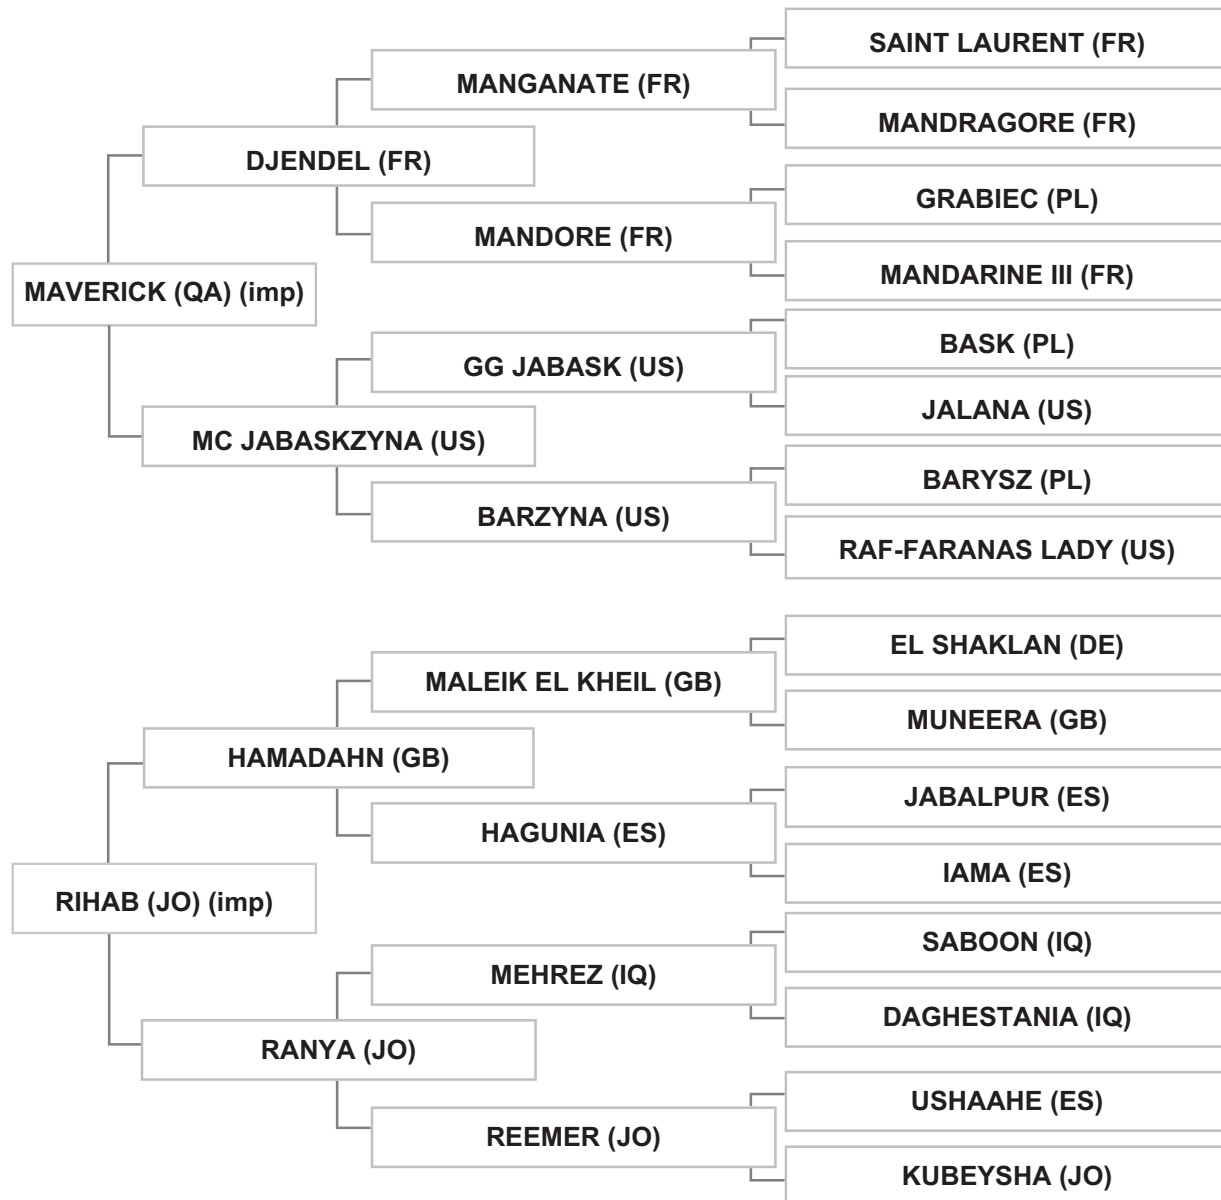 SAINT LAURENT (FR)
MANGANATE (FR)
MANDRAGORE (FR)
DJENDEL (FR)
GRABIEC (PL)
MANDORE (FR)
MANDARINE III (FR)
MAVERICK (QA) (imp)
BASK (PL)
GG JABASK (US)
JALANA (US)
MC JABASKZYNA (US)
BARYSZ (PL)
BARZYNA (US)
RAF-FARANAS LADY (US)
EL SHAKLAN (DE)
MALEIK EL KHEIL (GB)
MUNEERA (GB)
HAMADAHN (GB)
JABALPUR (ES)
HAGUNIA (ES)
IAMA (ES)
RIHAB (JO) (imp)
SABOON (IQ)
MEHREZ (IQ)
DAGHESTANIA (IQ)
RANYA (JO)
USHAAHE (ES)
REEMER (JO)
KUBEYSHA (JO)